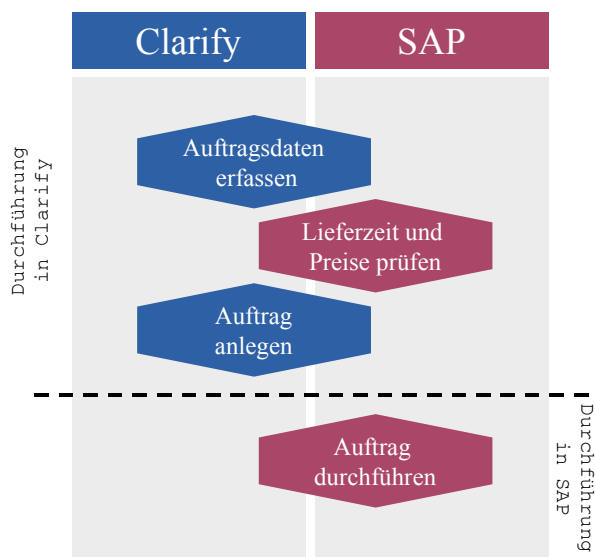 Clarify
SAP
Auftragsdaten
erfassen
Lieferzeit und
Preise prüfen
Auftrag
anlegen
Durchführung
in Clarify
Auftrag
durchführen
Durchführung
in SAP